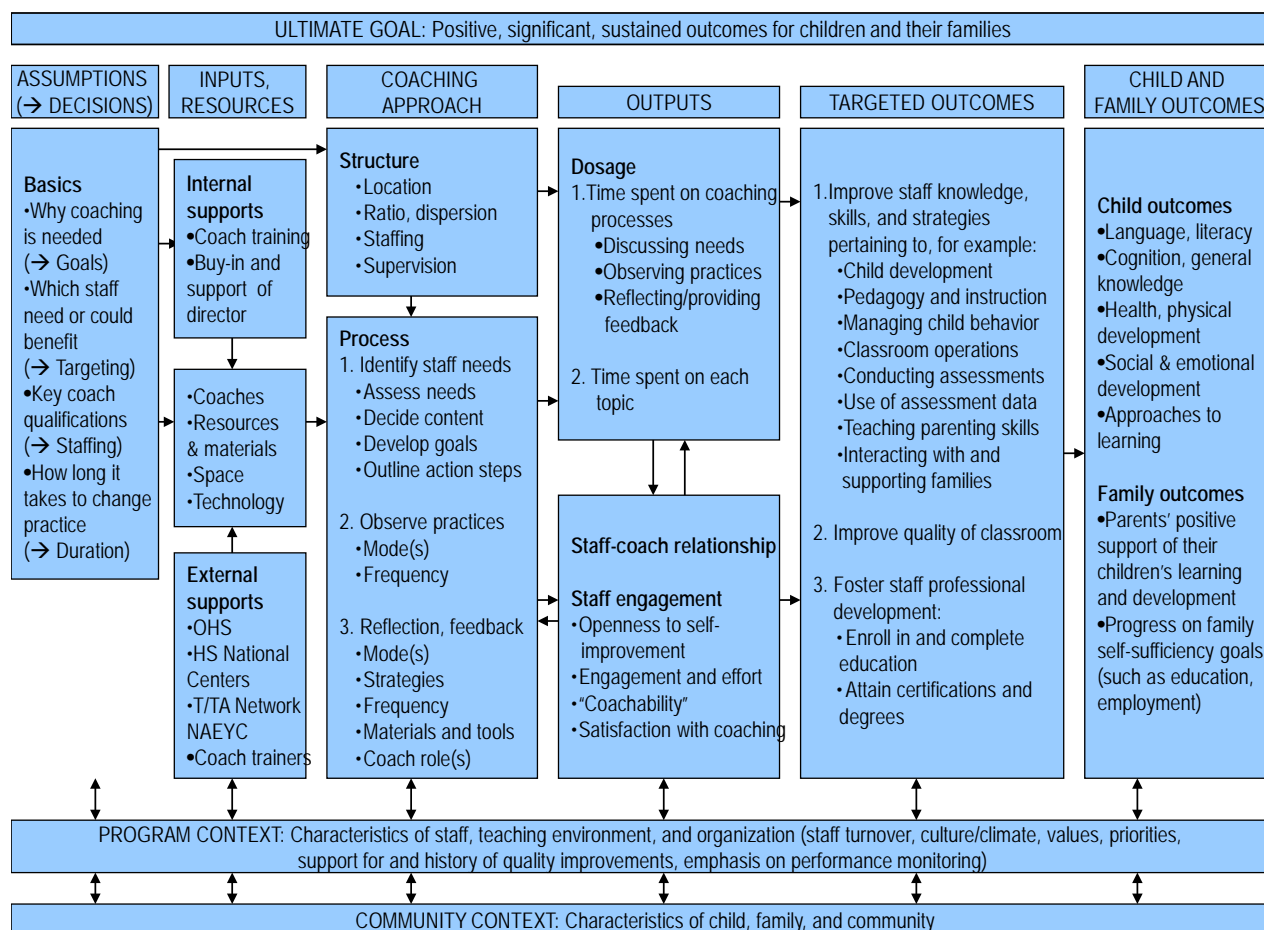 ULTIMATE GOAL: Positive, significant, sustained outcomes for children and their families
ASSUMPTIONS
(→ DECISIONS)
INPUTS,
RESOURCES
COACHING
APPROACH
OUTPUTS
TARGETED OUTCOMES
CHILD AND
FAMILY OUTCOMES
Basics
•Why coaching
is needed
(→ Goals)
•Which staff
need or could
benefit
(→ Targeting)
•Key coach
qualifications
(→ Staffing)
•How long it
takes to change
practice
(→ Duration)
Internal
supports
•Coach training
•Buy-in and
support of
director
•Coaches
•Resources
& materials
•Space
•Technology
External
supports
•OHS
•HS National
Centers
•T/TA Network
NAEYC
•Coach trainers
Structure
•Location
•Ratio, dispersion
•Staffing
•Supervision
Process
1. Identify staff needs
•Assess needs
•Decide content
•Develop goals
•Outline action steps
2. Observe practices
•Mode(s)
•Frequency
3. Reflection, feedback
•Mode(s)
•Strategies
•Frequency
•Materials and tools
•Coach role(s)
Dosage
1. Time spent on coaching
processes
•Discussing needs
•Observing practices
•Reflecting/providing
feedback
2. Time spent on each
topic
Staff-coach relationship
Staff engagement
•Openness to self-
improvement
•Engagement and effort
•"Coachability"
•Satisfaction with coaching
1.Improve staff knowledge,
skills, and strategies
pertaining to, for example:
•Child development
•Pedagogy and instruction
•Managing child behavior
•Classroom operations
•Conducting assessments
•Use of assessment data
•Teaching parenting skills
•Interacting with and
supporting families
2. Improve quality of classroom
3. Foster staff professional
development:
•Enroll in and complete
education
•Attain certifications and
degrees
Child outcomes
•Language, literacy
•Cognition, general
knowledge
•Health, physical
development
•Social & emotional
development
•Approaches to
learning
Family outcomes
•Parents' positive
support of their
children's learning
and development
•Progress on family
self-sufficiency goals
(such as education,
employment)
PROGRAM CONTEXT: Characteristics of staff, teaching environment, and organization (staff turnover, culture/climate, values, priorities,
support for and history of quality improvements, emphasis on performance monitoring)
COMMUNITY CONTEXT: Characteristics of child, family, and community